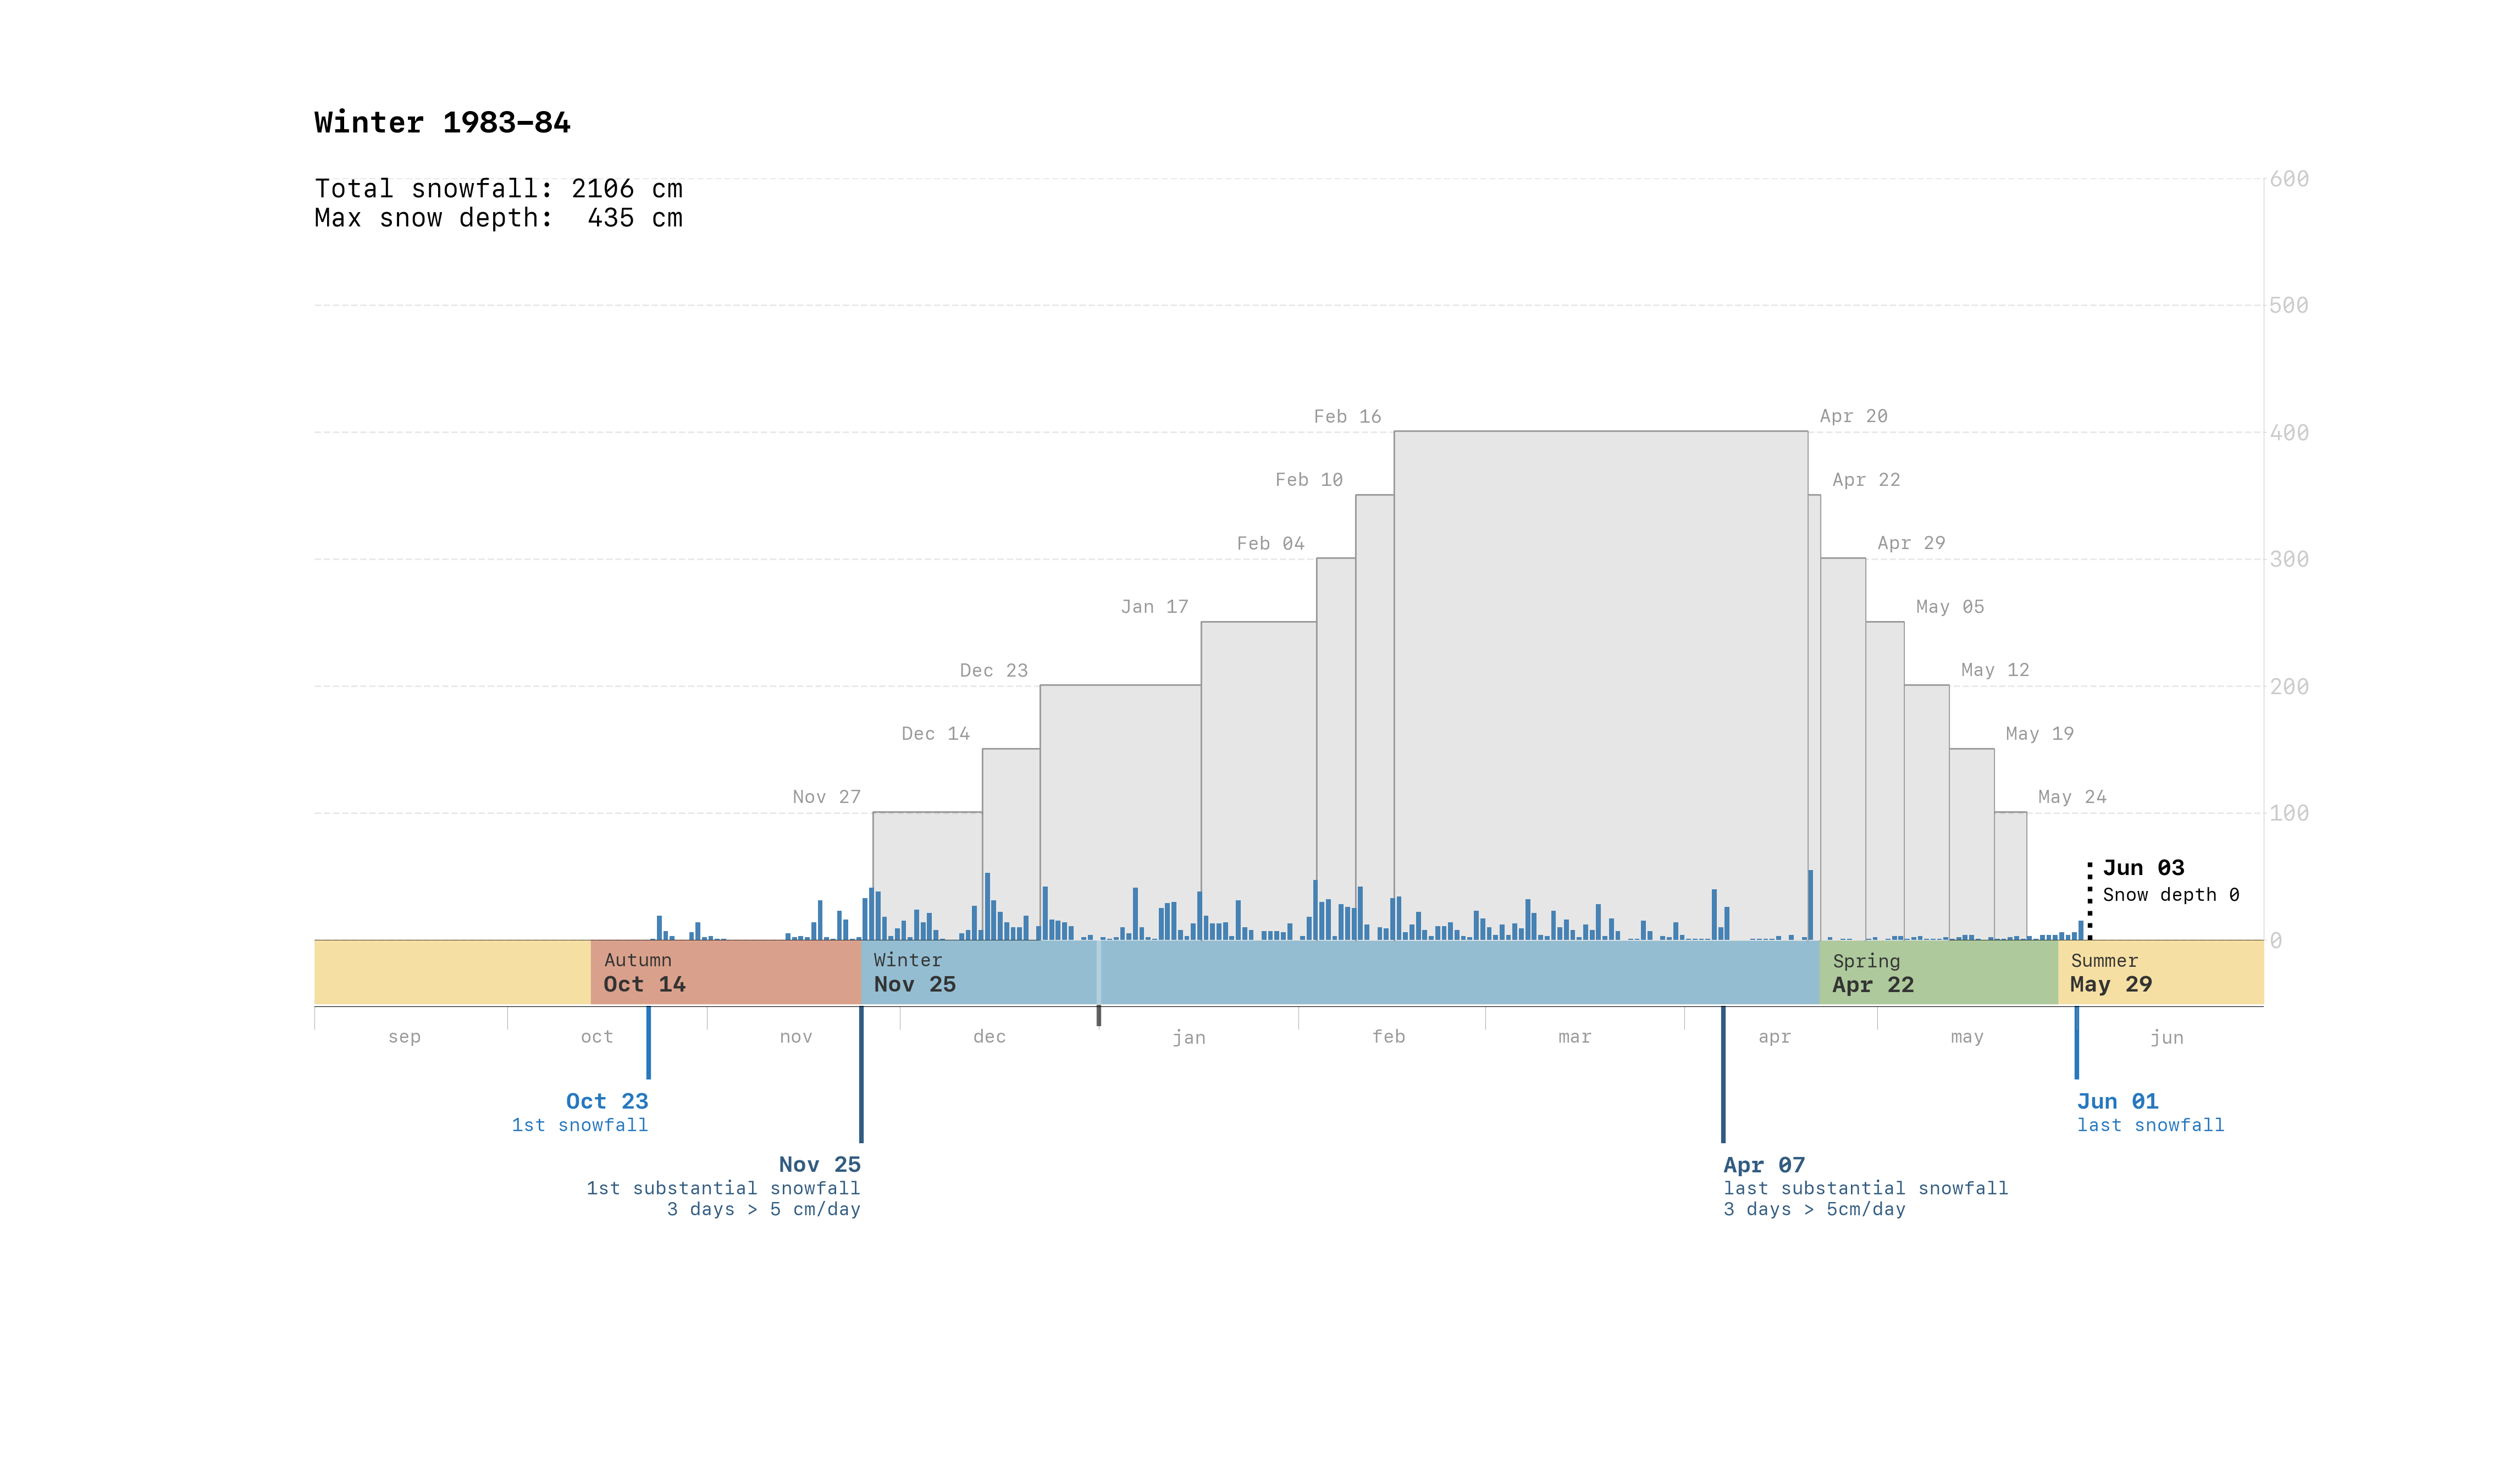 Winter 1983–84
Total snowfall: 2106 cm
Max snow depth: 435 cm
600
500
Feb 16
Apr 20
400
Feb 10
Apr 22
Feb 04
Apr 29
300
Jan 17
May 05
Dec 23
May 12
200
Dec 14
May 19
Nov 27
May 24
100
Jun 03
Snow depth 0
0
Autumn
Oct 14
Winter
Nov 25
Spring
Apr 22
Summer
May 29
sep oct nov dec jan feb mar apr may jun
Oct 23
1st snowfall
Jun 01
last snowfall
Nov 25
1st substantial snowfall
3 days > 5 cm/day
Apr 07
last substantial snowfall
3 days > 5cm/day